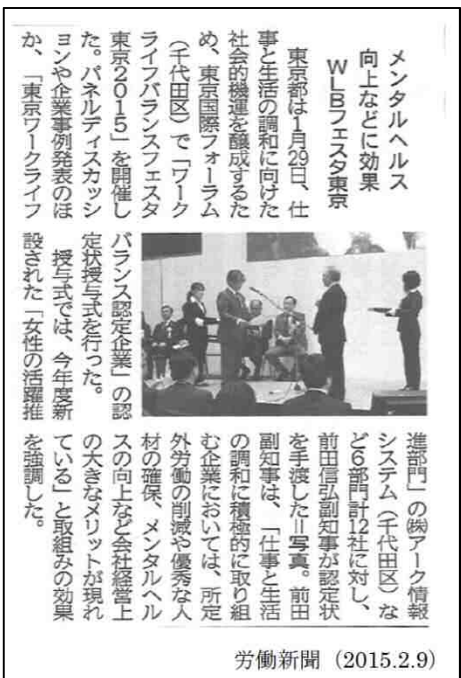 メンタルヘルス
向上などに効果
WLBフェスタ東京
東京都は1月29日、仕
事と生活の調和に向けた
社会的機運を醸成するた
め、東京国際フォーラム
（千代田区）で「ワーク
ライフバランスフェスタ
東京2015」を開催し
た。パネルディスカッシ
ョンや企業事例発表のほ
か、「東京ワークライフ
バランス認定企業」の認
定状授与式を行った。
授与式では、今年度新
設された「女性の活躍推
進部門」の㈱アーク情報
システム（千代田区）な
ど6部門計12社に対し、
前田信弘副知事が認定状
を手渡した＝写真。前田
副知事は、「仕事と生活
の調和に積極的に取り組
む企業においては、所定
外労働の削減や優秀な人
材の確保、メンタルヘル
スの向上など会社経営上
の大きなメリットが現れ
ている」と取組みの効果
を強調した。
労働新聞（2015.2.9）